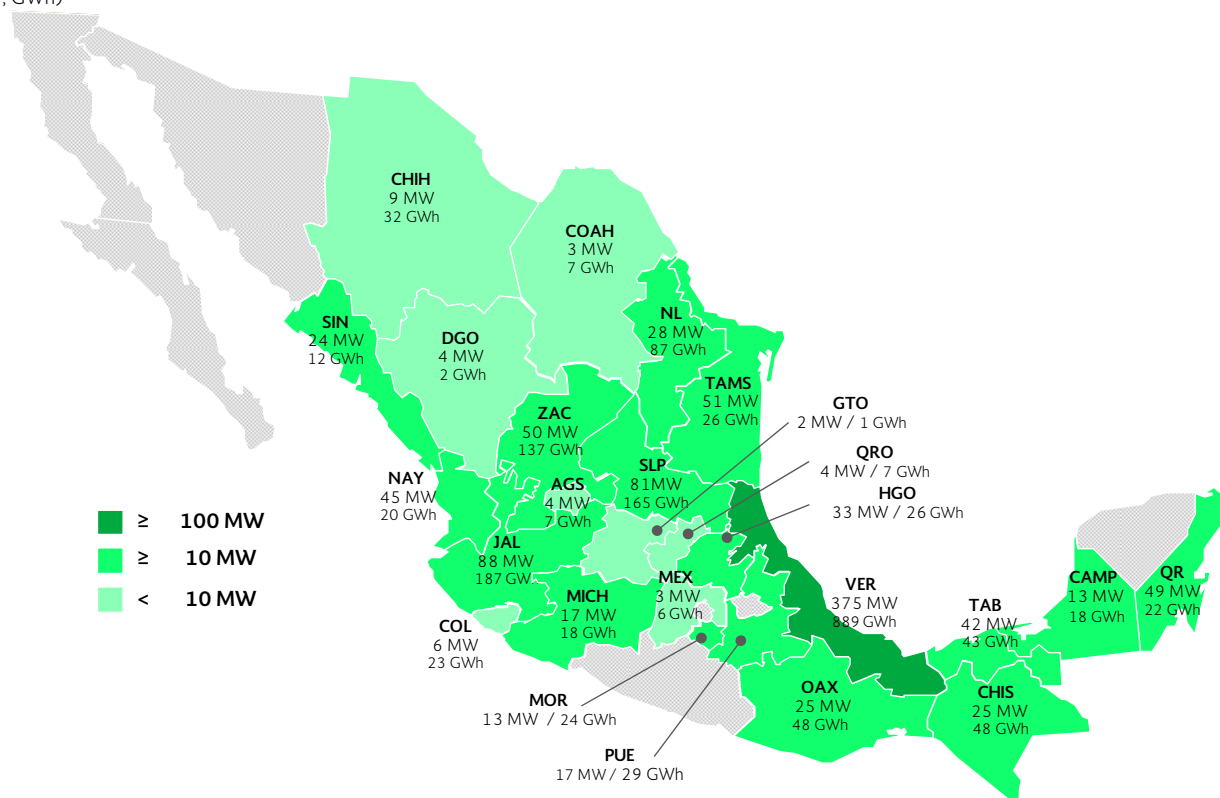 , GWh)
CHIH
9 MW
32 GWh
COAH
3 MW
7 GWh
SIN
24 MW
12 GWh
DGO
4 MW
2 GWh
NL
28 MW
87 GWh
TAMS
51 MW
26 GWh
ZAC
50 MW
137 GWh
GTO
2 MW / 1 GWh
QRO
4 MW / 7 GWh
HGO
33 MW / 26 GWh
SLP
81MW
165 GWh
NAY
45 MW
20 GWh
AGS
4 MW
7 GWh
≥ 100 MW
≥ 10 MW
< 10 MW
JAL
88 MW
187 GWh
MICH
17 MW
18 GWh
MEX
3 MW
6 GWh
VER
375 MW
889 GWh
COL
6 MW
23 GWh
TAB
42 MW
43 GWh
CAMP
13 MW
18 GWh
QR
49 MW
22 GWh
MOR
13 MW / 24 GWh
PUE
17 MW / 29 GWh
OAX
25 MW
48 GWh
CHIS
25 MW
48 GWh